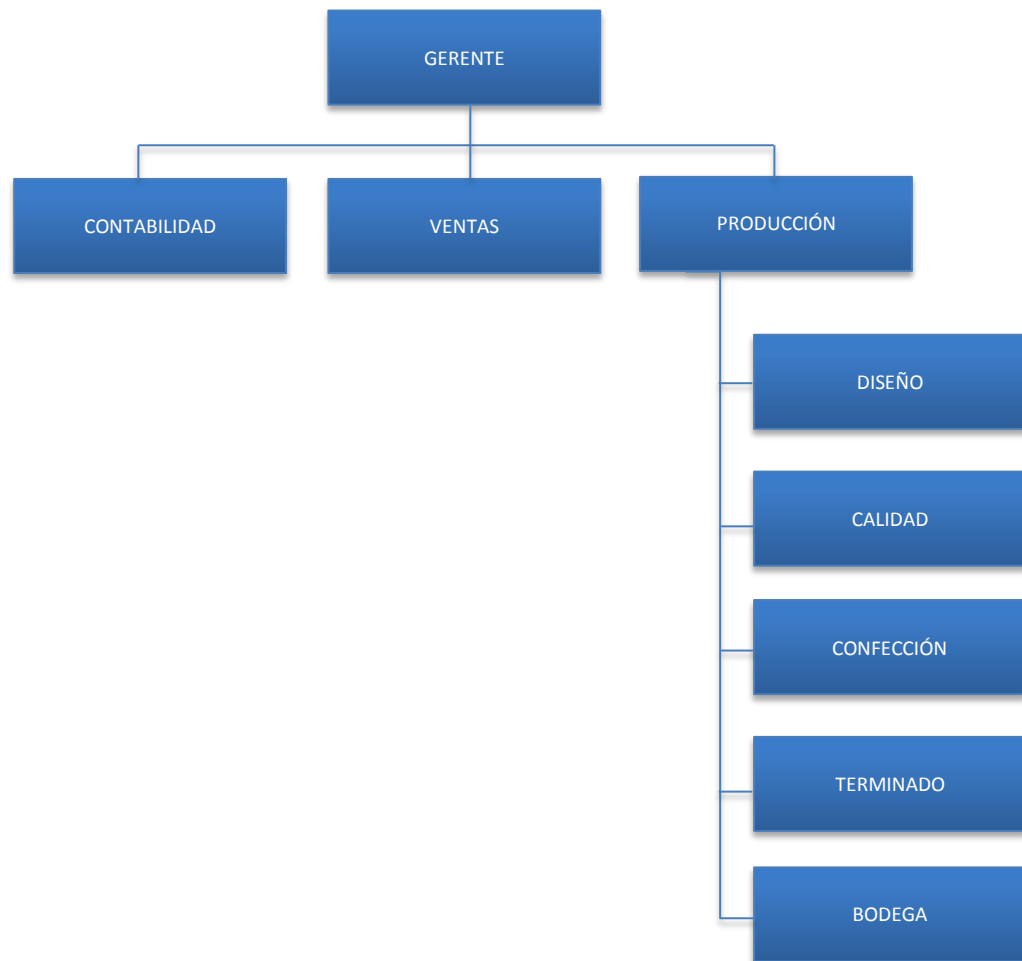 GERENTE
CONTABILIDAD
VENTAS
PRODUCCIÓN
DISEÑO
CALIDAD
CONFECCIÓN
TERMINADO
BODEGA